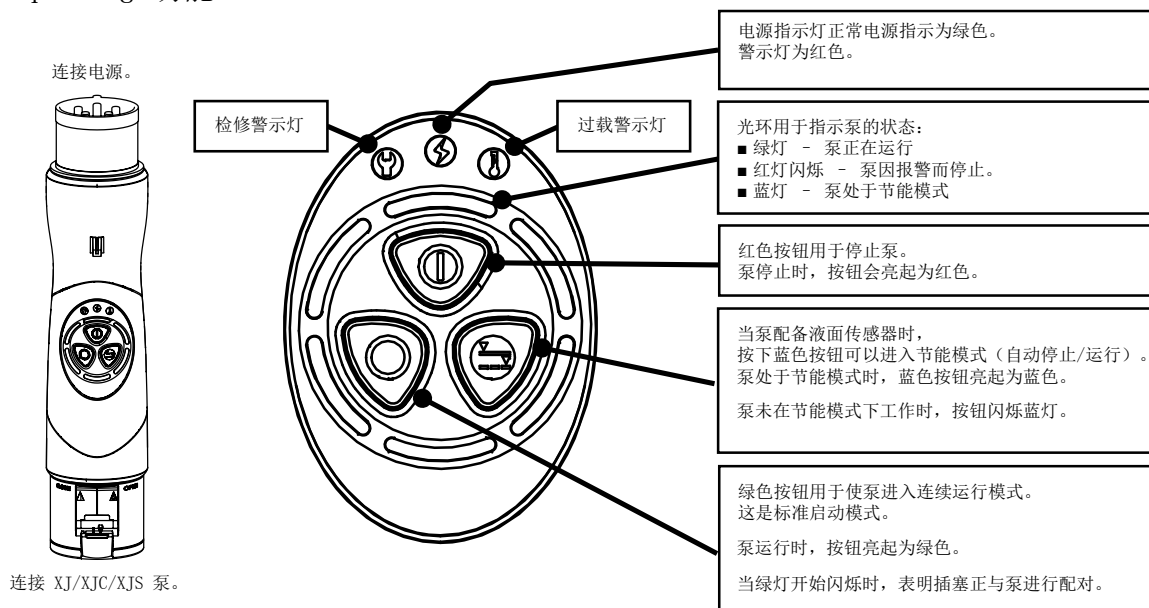 连接电源。
检修警示灯
过载警示灯
电源指示灯正常电源指示为绿色。
警示灯为红色。
光环用于指示泵的状态：
■ 绿灯 - 泵正在运行
■ 红灯闪烁 - 泵因报警而停止。
■ 蓝灯 - 泵处于节能模式
红色按钮用于停止泵。
泵停止时，按钮会亮起为红色。
当泵配备液面传感器时，
按下蓝色按钮可以进入节能模式（自动停止/运行）。
泵处于节能模式时，蓝色按钮亮起为蓝色。
泵未在节能模式下工作时，按钮闪烁蓝灯。
绿色按钮用于使泵进入连续运行模式。
这是标准启动模式。
泵运行时，按钮亮起为绿色。
当绿灯开始闪烁时，表明插塞正与泵进行配对。
连接 XJ/XJC/XJS 泵。